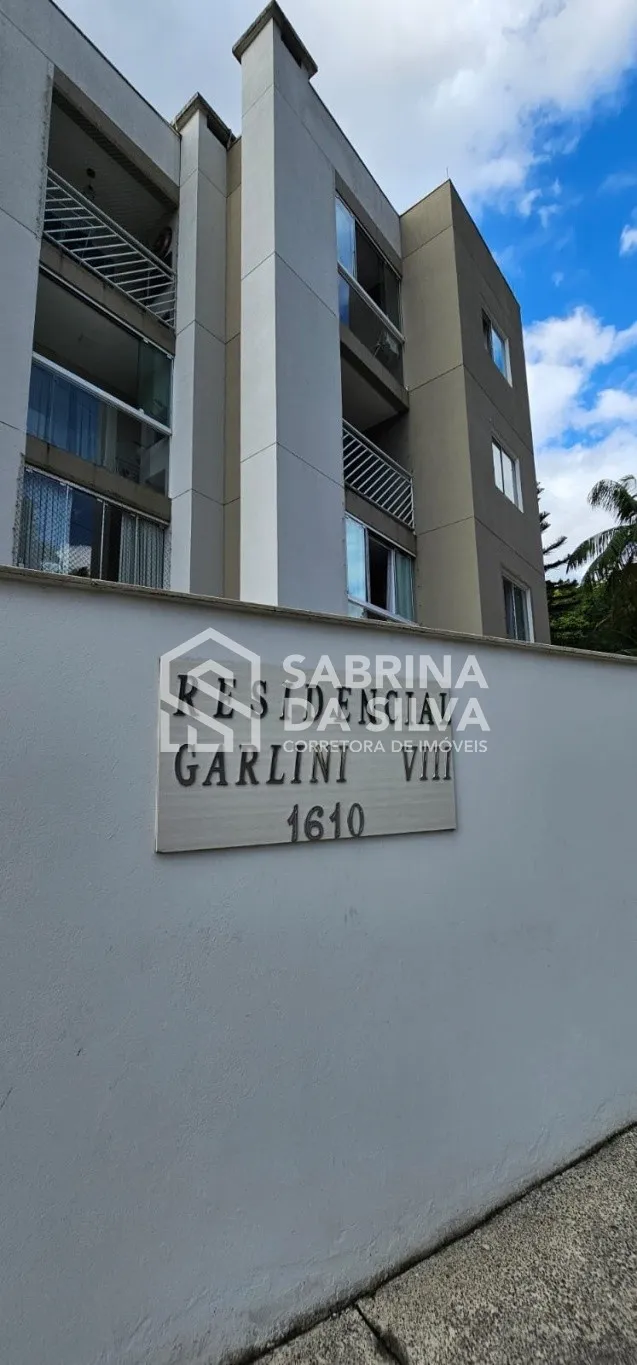 RESIDENCIAL
GARLINI VIII
1610
SABRINA
DA SILVA
CORRETORA DE IMÓVEIS